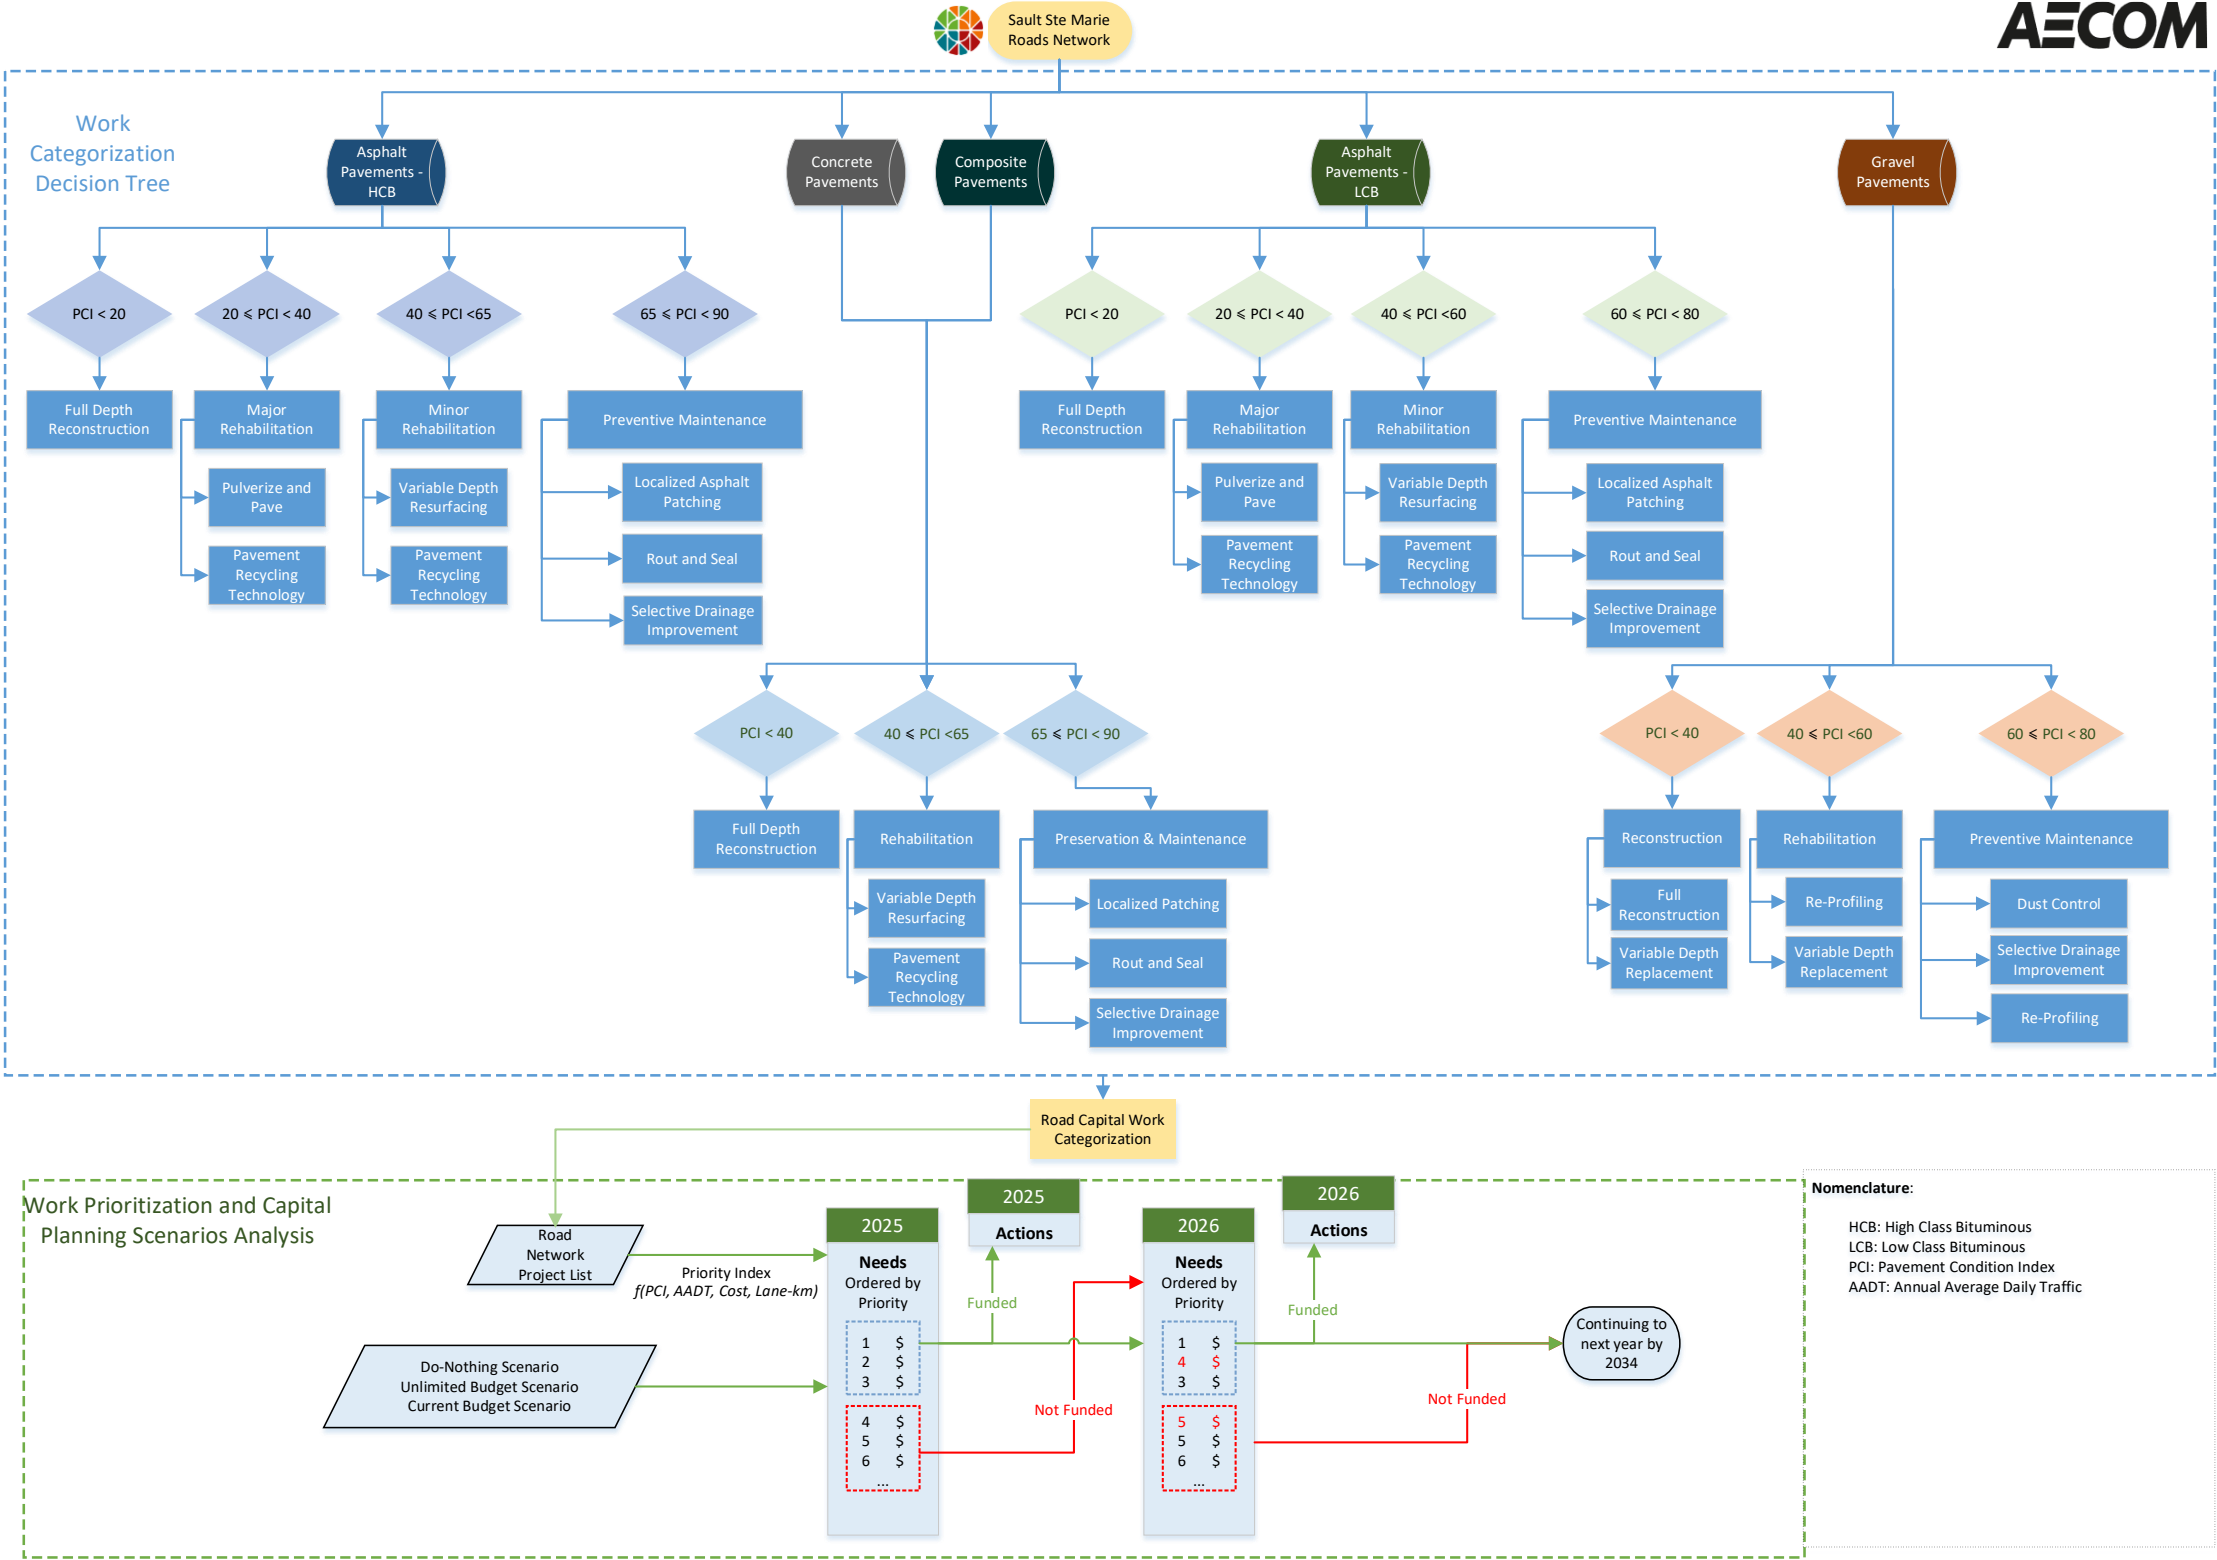 Sault Ste Marie
Roads Network
AECOM
Work
Categorization
Decision Tree
Asphalt
Pavements -
HCB
Concrete
Pavements
Composite
Pavements
Asphalt
Pavements -
LCB
Gravel
Pavements
PCI < 20
20 ⩽ PCI < 40
40 ⩽ PCI <65
65 ⩽ PCI < 90
PCI < 20
20 ⩽ PCI < 40
40 ⩽ PCI <60
60 ⩽ PCI < 80
Full Depth
Reconstruction
Major
Rehabilitation
Pulverize and
Pave
Pavement
Recycling
Technology
Minor
Rehabilitation
Variable Depth
Resurfacing
Pavement
Recycling
Technology
Preventive Maintenance
Localized Asphalt
Patching
Rout and Seal
Selective Drainage
Improvement
Full Depth
Reconstruction
Major
Rehabilitation
Pulverize and
Pave
Pavement
Recycling
Technology
Minor
Rehabilitation
Variable Depth
Resurfacing
Pavement
Recycling
Technology
Preventive Maintenance
Localized Asphalt
Patching
Rout and Seal
Selective Drainage
Improvement
PCI < 40
40 ⩽ PCI <65
65 ⩽ PCI < 90
Full Depth
Reconstruction
Rehabilitation
Variable Depth
Resurfacing
Pavement
Recycling
Technology
Preservation & Maintenance
Localized Patching
Rout and Seal
Selective Drainage
Improvement
PCI < 40
40 ⩽ PCI <60
60 ⩽ PCI < 80
Reconstruction
Full
Reconstruction
Variable Depth
Replacement
Rehabilitation
Re-Profiling
Variable Depth
Replacement
Preventive Maintenance
Dust Control
Selective Drainage
Improvement
Re-Profiling
Road Capital Work
Categorization
Work Prioritization and Capital
Planning Scenarios Analysis
Road
Network
Project List
Priority Index
f(PCI, AADT, Cost, Lane-km)
Do-Nothing Scenario
Unlimited Budget Scenario
Current Budget Scenario
2025
Needs
Ordered by
Priority
1 $
2 $
3 $
4 $
5 $
6 $
...
2025
Actions
Funded
Not Funded
2026
Needs
Ordered by
Priority
1 $
4 $
3 $
5 $
5 $
6 $
...
2026
Actions
Funded
Not Funded
Continuing to
next year by
2034
Nomenclature:
HCB: High Class Bituminous
LCB: Low Class Bituminous
PCI: Pavement Condition Index
AADT: Annual Average Daily Traffic